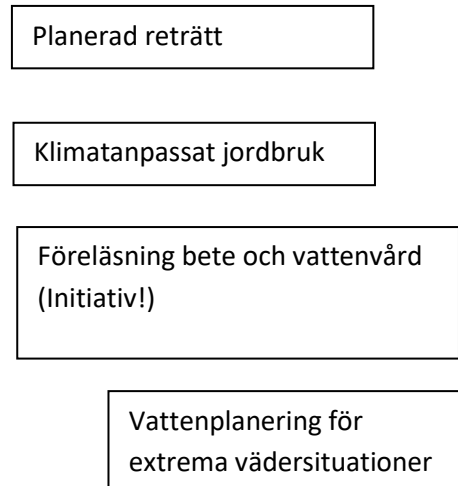 Planerad reträtt
Klimatanpassat jordbruk
Föreläsning bete och vattenvård
(Initiativ!)
Vattenplanering för
extrema vädersituationer